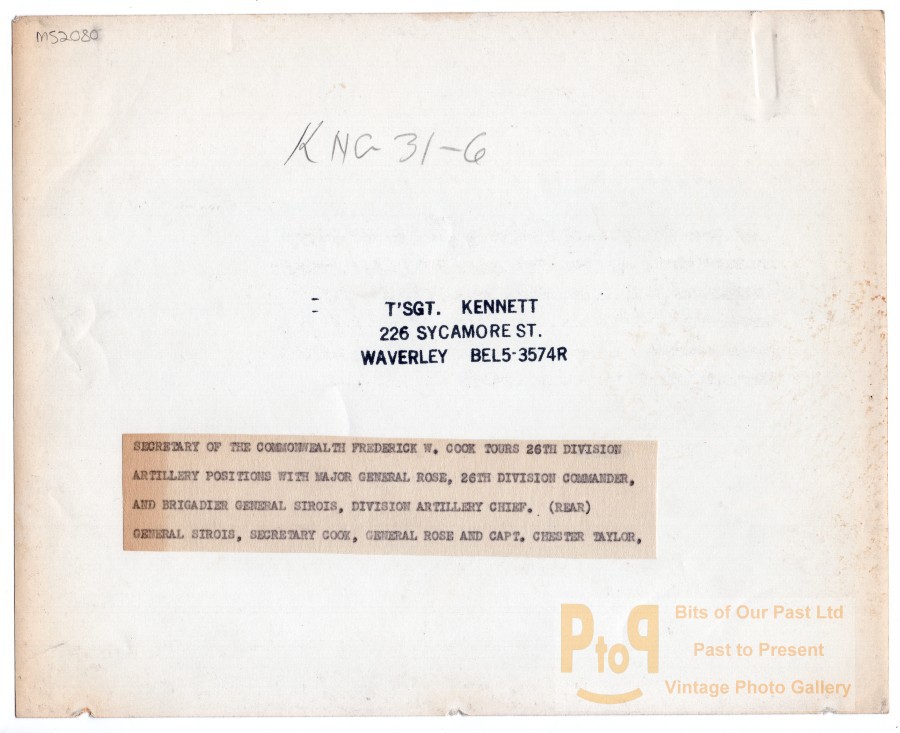 MS2080
KNG 31-6
T'SGT. KENNETT
226 SYCAMORE ST.
WAVERLEY BEL5-3574R
SECRETARY OF THE COMMONWEALTH FREDERICK W. COOK TOURS 26TH DIVISION
ARTILLERY POSITIONS WITH MAJOR GENERAL ROSE, 26TH DIVISION COMMANDER,
AND BRIGADIER GENERAL SIROIS, DIVISION ARTILLERY CHIEF. (REAR)
GENERAL SIROIS, SECRETARY COOK, GENERAL ROSE AND CAPT. CHESTER TAYLOR,
PtoP
Bits of Our Past Ltd
Past to Present
Vintage Photo Gallery